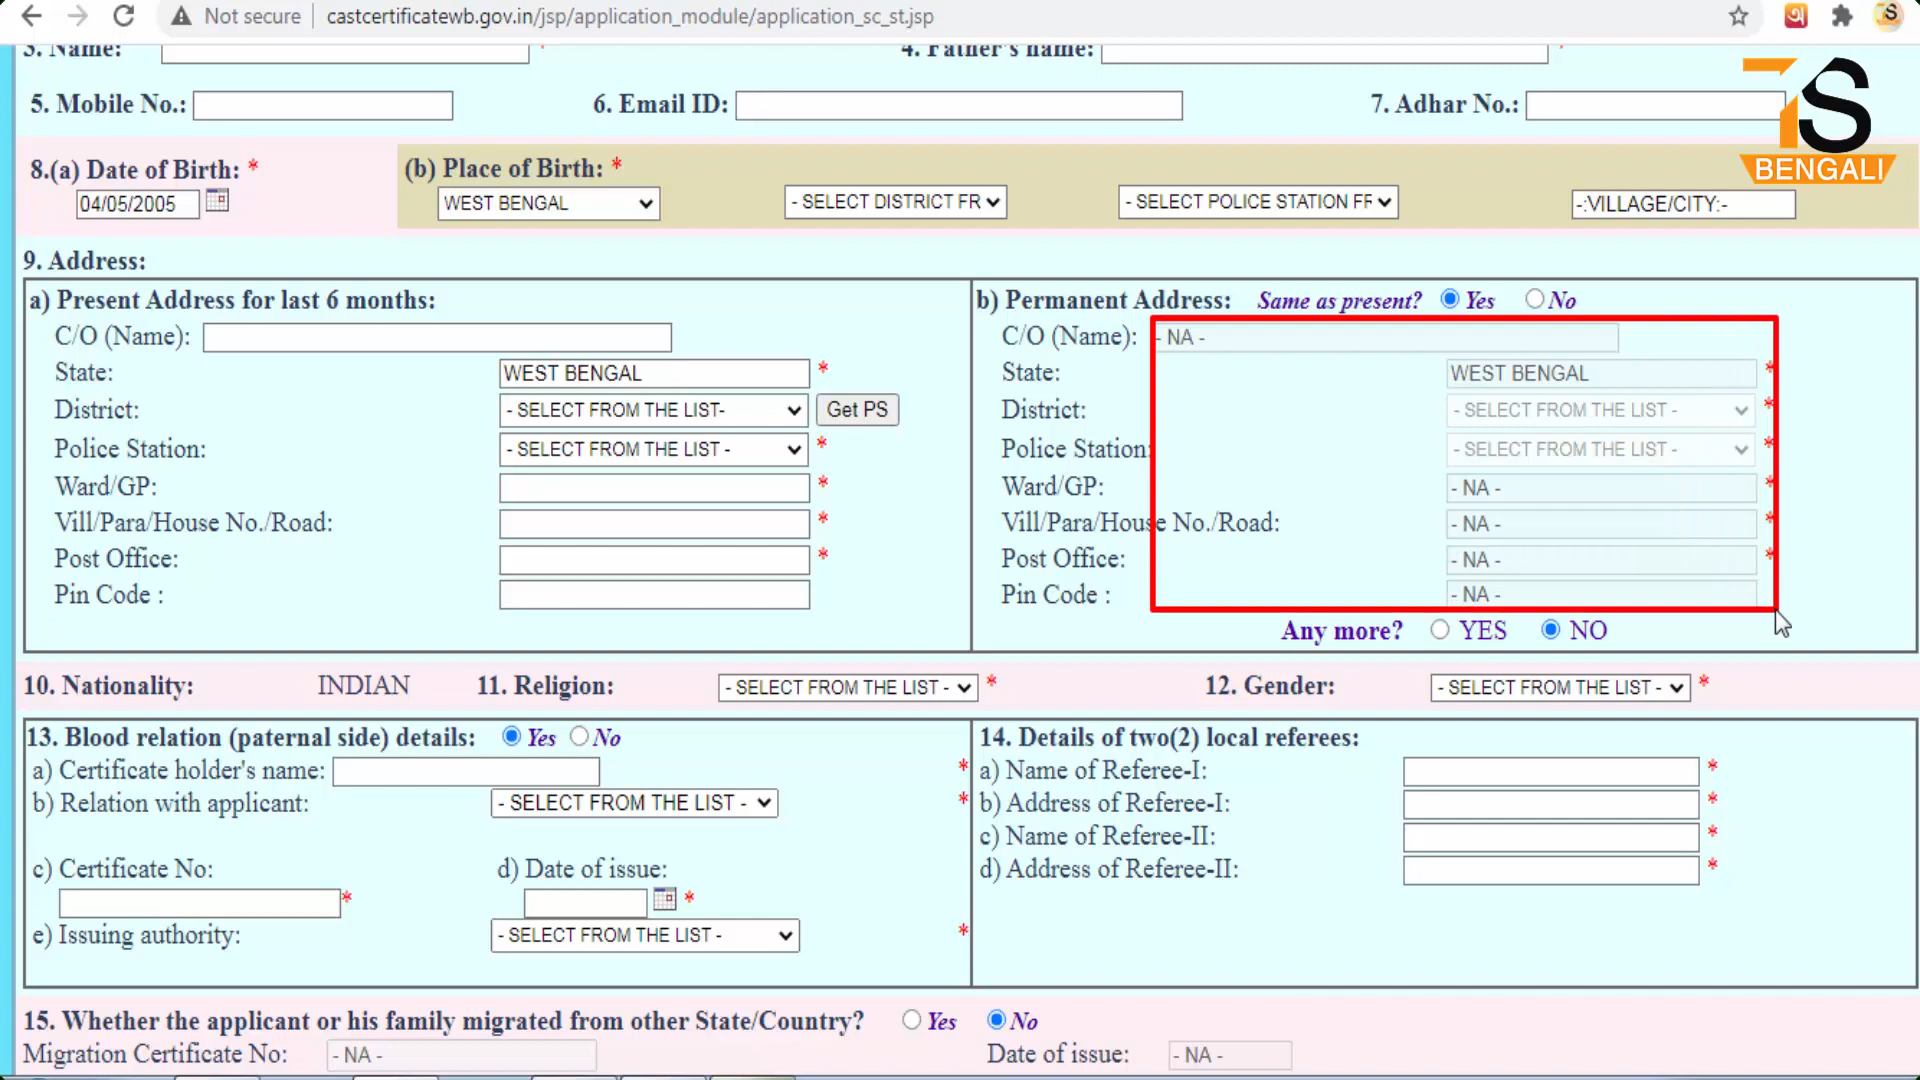 Not secure castcertificatewb.gov.in/jsp/application_module/application_sc_st.jsp
3. Name: * 4. Father's name: *
S
BENGALI
5. Mobile No.: 6. Email ID: 7. Adhar No.:
8.(a) Date of Birth: * (b) Place of Birth: *
04/05/2005 WEST BENGAL - SELECT DISTRICT FR - SELECT POLICE STATION FF -:VILLAGE/CITY:-
9. Address:
a) Present Address for last 6 months:
C/O (Name):
State: WEST BENGAL *
District: - SELECT FROM THE LIST- Get PS
Police Station: - SELECT FROM THE LIST - *
Ward/GP: *
Vill/Para/House No./Road: *
Post Office: *
Pin Code :
b) Permanent Address: Same as present? Yes No
C/O (Name): - NA -
State: WEST BENGAL *
District: - SELECT FROM THE LIST - *
Police Station: - SELECT FROM THE LIST - *
Ward/GP: - NA - *
Vill/Para/House No./Road: - NA - *
Post Office: - NA - *
Pin Code : - NA -
Any more? YES NO
10. Nationality: INDIAN 11. Religion: - SELECT FROM THE LIST - * 12. Gender: - SELECT FROM THE LIST - *
13. Blood relation (paternal side) details: Yes No
a) Certificate holder's name: *
b) Relation with applicant: - SELECT FROM THE LIST - *
c) Certificate No: d) Date of issue:
* *
e) Issuing authority: - SELECT FROM THE LIST - *
14. Details of two(2) local referees:
a) Name of Referee-I: *
b) Address of Referee-I: *
c) Name of Referee-II: *
d) Address of Referee-II: *
15. Whether the applicant or his family migrated from other State/Country? Yes No
Migration Certificate No: - NA - Date of issue: - NA -